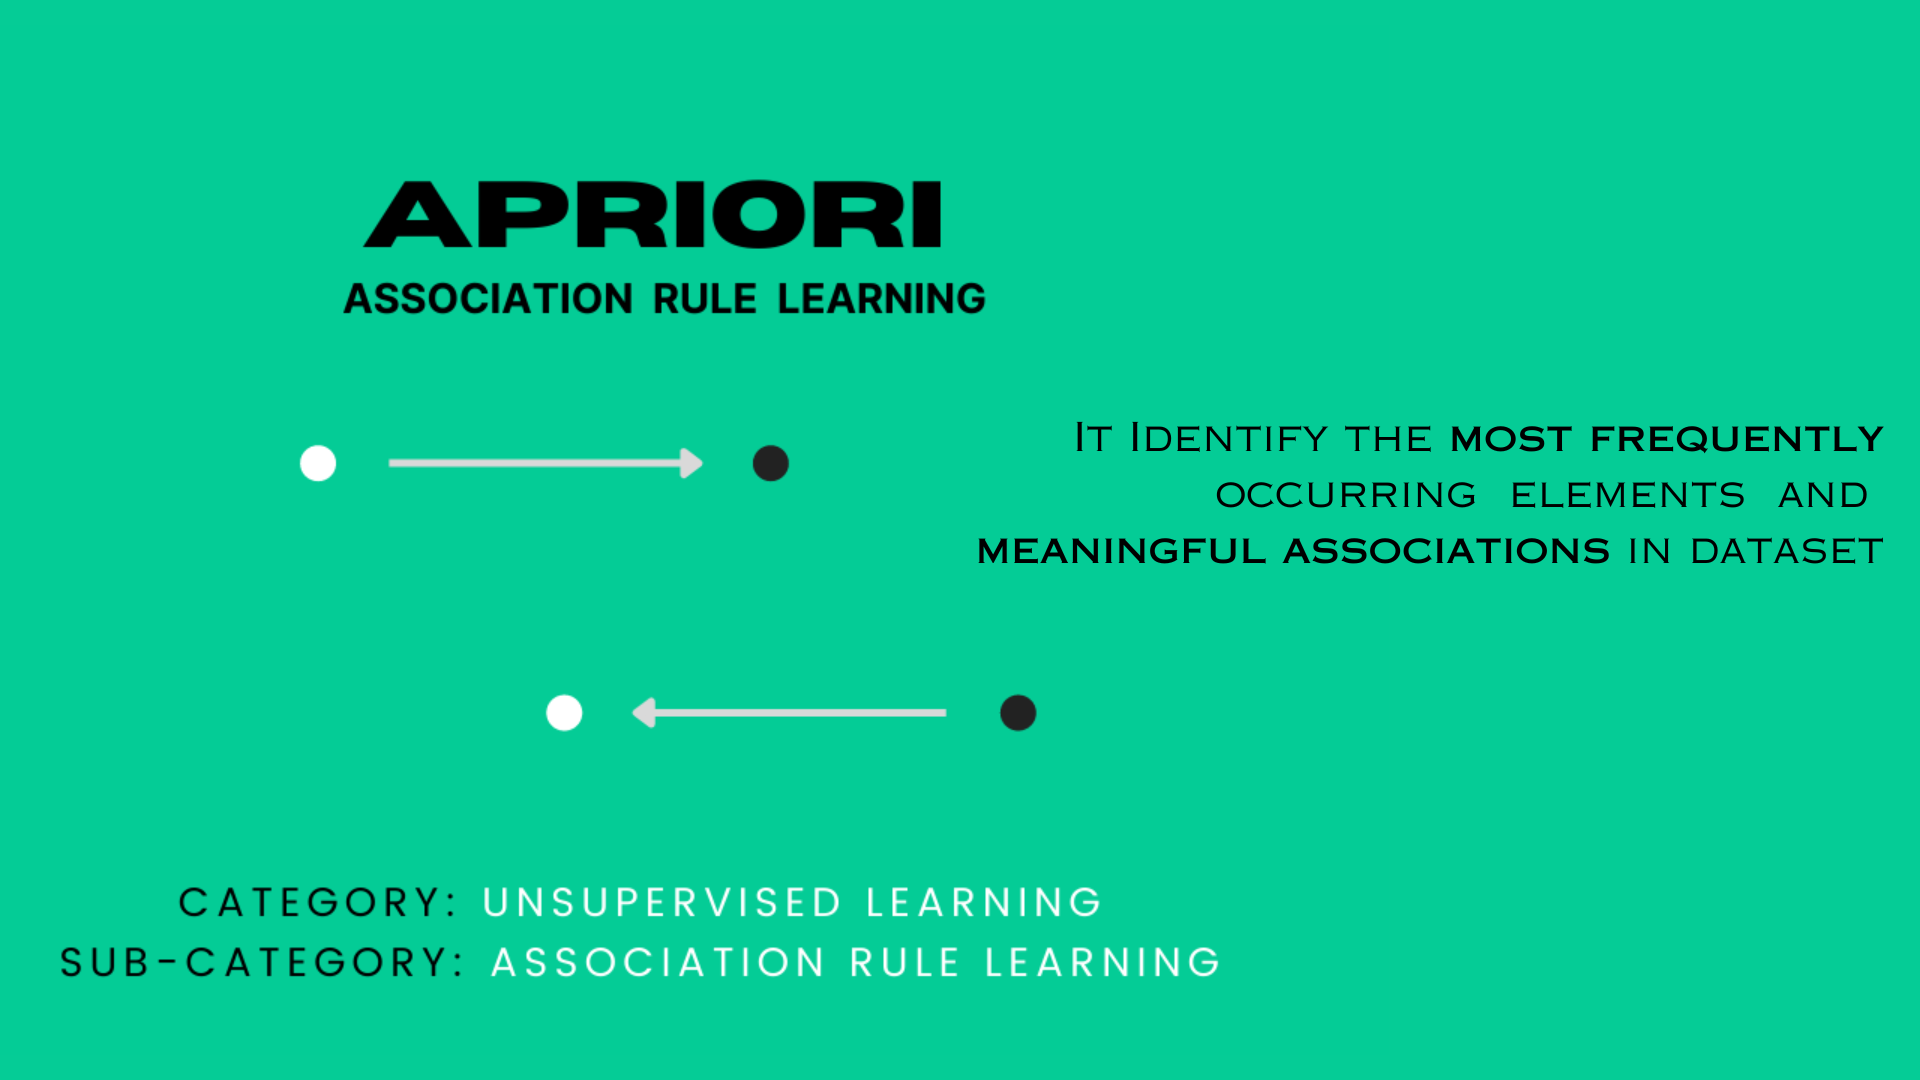 APRIORI
ASSOCIATION RULE LEARNING
It Identify the most frequently
occurring elements and
meaningful associations in dataset
CATEGORY: UNSUPERVISED LEARNING
SUB-CATEGORY: ASSOCIATION RULE LEARNING